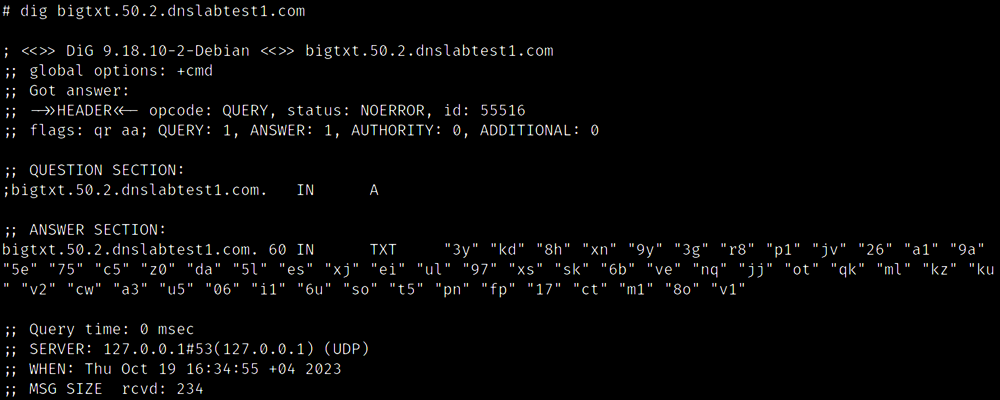 # dig bigtxt.50.2.dnslabtest1.com
; <<>> DiG 9.18.10-2-Debian <<>> bigtxt.50.2.dnslabtest1.com
;; global options: +cmd
;; Got answer:
;; ->>HEADER<<- opcode: QUERY, status: NOERROR, id: 55516
;; flags: qr aa; QUERY: 1, ANSWER: 1, AUTHORITY: 0, ADDITIONAL: 0
;; QUESTION SECTION:
;bigtxt.50.2.dnslabtest1.com. IN A
;; ANSWER SECTION:
bigtxt.50.2.dnslabtest1.com. 60 IN TXT "3y" "kd" "8h" "xn" "9y" "3g" "r8" "p1" "jv" "26" "a1" "9a"
"5e" "75" "c5" "z0" "da" "5l" "es" "xj" "ei" "ul" "97" "xs" "sk" "6b" "ve" "nq" "jj" "ot" "qk" "ml" "kz" "ku
" "v2" "cw" "a3" "u5" "06" "i1" "6u" "so" "t5" "pn" "fp" "17" "ct" "m1" "8o" "v1"
;; Query time: 0 msec
;; SERVER: 127.0.0.1#53(127.0.0.1) (UDP)
;; WHEN: Thu Oct 19 16:34:55 +04 2023
;; MSG SIZE rcvd: 234